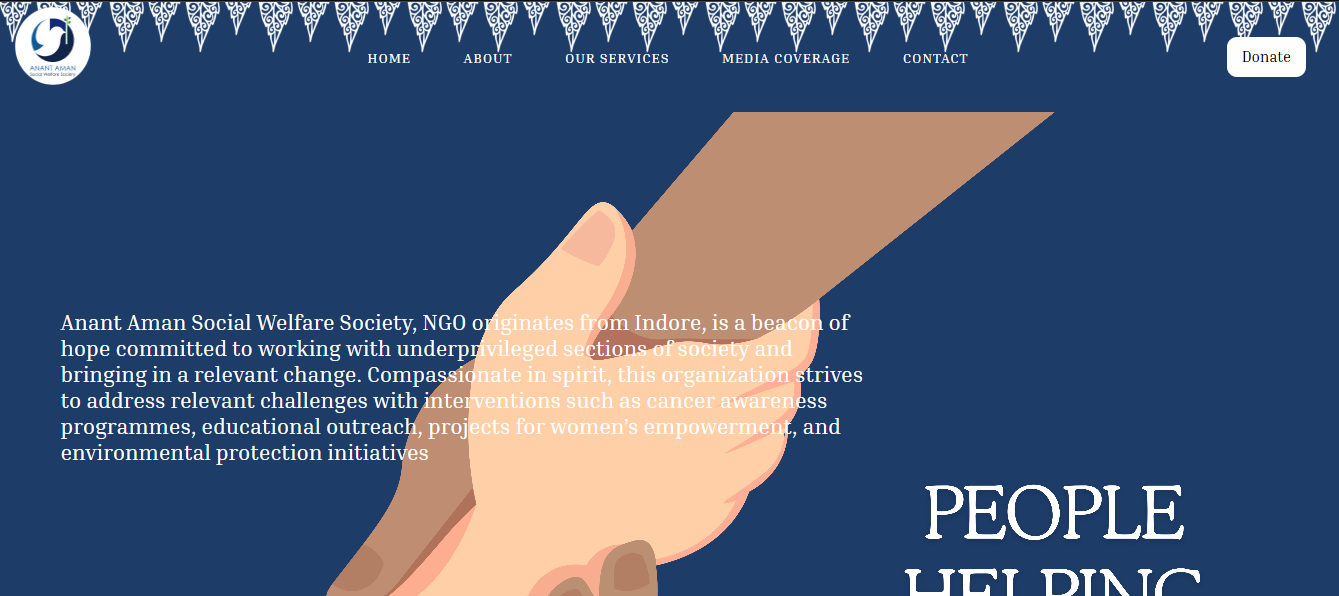 ANANT AMAN
Social Welfare Society
HOME
ABOUT
OUR SERVICES
MEDIA COVERAGE
CONTACT
Donate
Anant Aman Social Welfare Society, NGO originates from Indore, is a beacon of
hope committed to working with underprivileged sections of society and
bringing in a relevant change. Compassionate in spirit, this organization strives
to address relevant challenges with interventions such as cancer awareness
programmes, educational outreach, projects for women’s empowerment, and
environmental protection initiatives
PEOPLE
HELPING